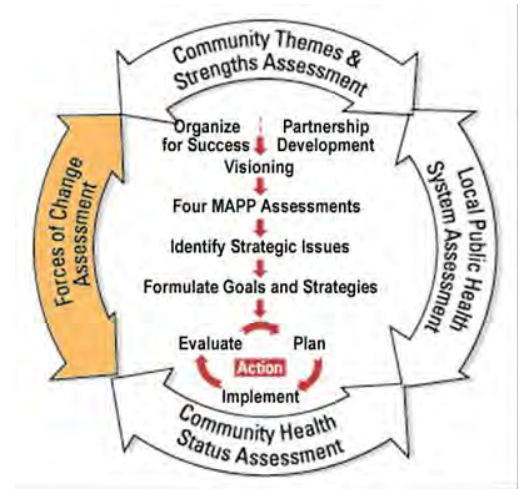 Community Themes &
Strengths Assessment
Organize
for Success
Partnership
Development
Visioning
Four MAPP Assessments
Identify Strategic Issues
Formulate Goals and Strategies
Evaluate
Plan
Action
Implement
Forces of Change
Assessment
Local Public Health
System Assessment
Community Health
Status Assessment